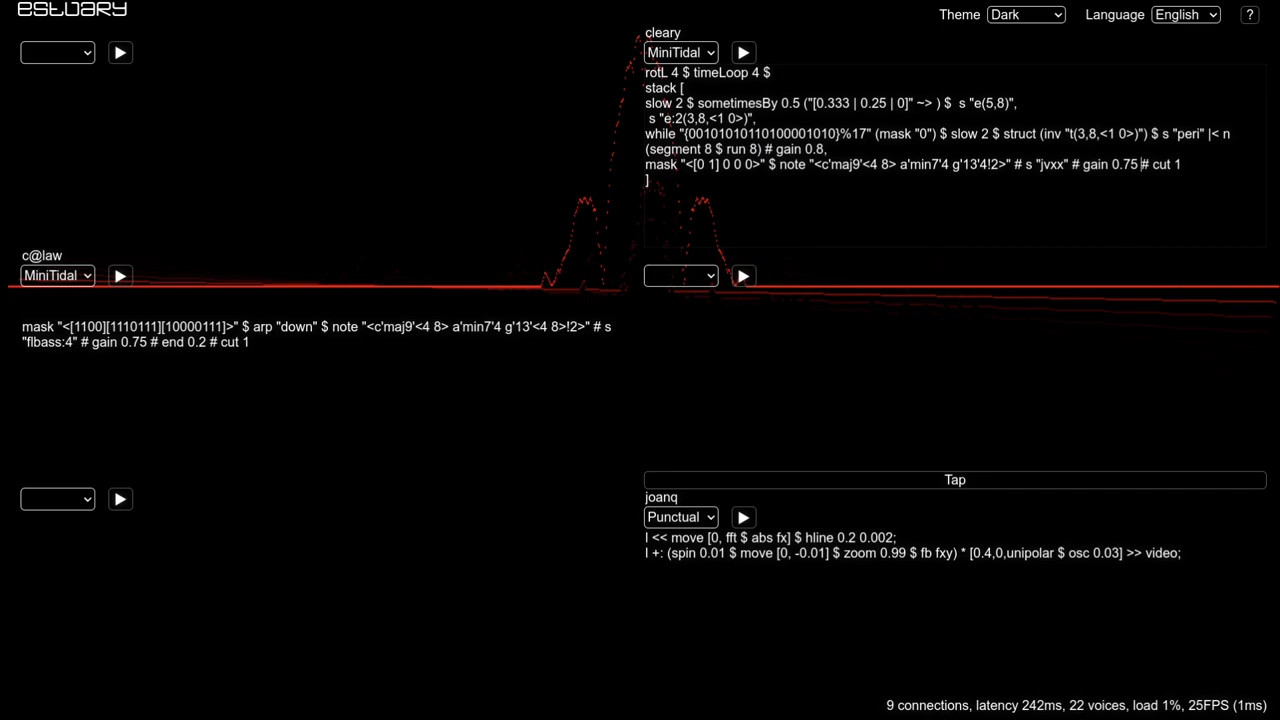 estuary
Theme Dark Language English ?
cleary
MiniTidal
rotL 4 $ timeLoop 4 $
stack [
slow 2 $ sometimesBy 0.5 ("[0.333 | 0.25 | 0]" ~> ) $  s "e(5,8)",
s "e:2(3,8,<1 0>)",
while "{00101010110100001010}%17" (mask "0") $ slow 2 $ struct (inv "t(3,8,<1 0>)") $ s "peri" |< n
(segment 8 $ run 8) # gain 0.8,
mask "<[0 1] 0 0 0>" $ note "<c'maj9'<4 8> a'min7'4 g'13'4!2>" # s "jvxx" # gain 0.75 # cut 1
]
c@law
MiniTidal
mask "<[1100][1110111][10000111]>" $ arp "down" $ note "<c'maj9'<4 8> a'min7'4 g'13'<4 8>!2>" # s
"flbass:4" # gain 0.75 # end 0.2 # cut 1
Tap
joanq
Punctual
l << move [0, fft $ abs fx] $ hline 0.2 0.002;
l +: (spin 0.01 $ move [0, -0.01] $ zoom 0.99 $ fb fxy) * [0.4,0,unipolar $ osc 0.03] >> video;
9 connections, latency 242ms, 22 voices, load 1%, 25FPS (1ms)